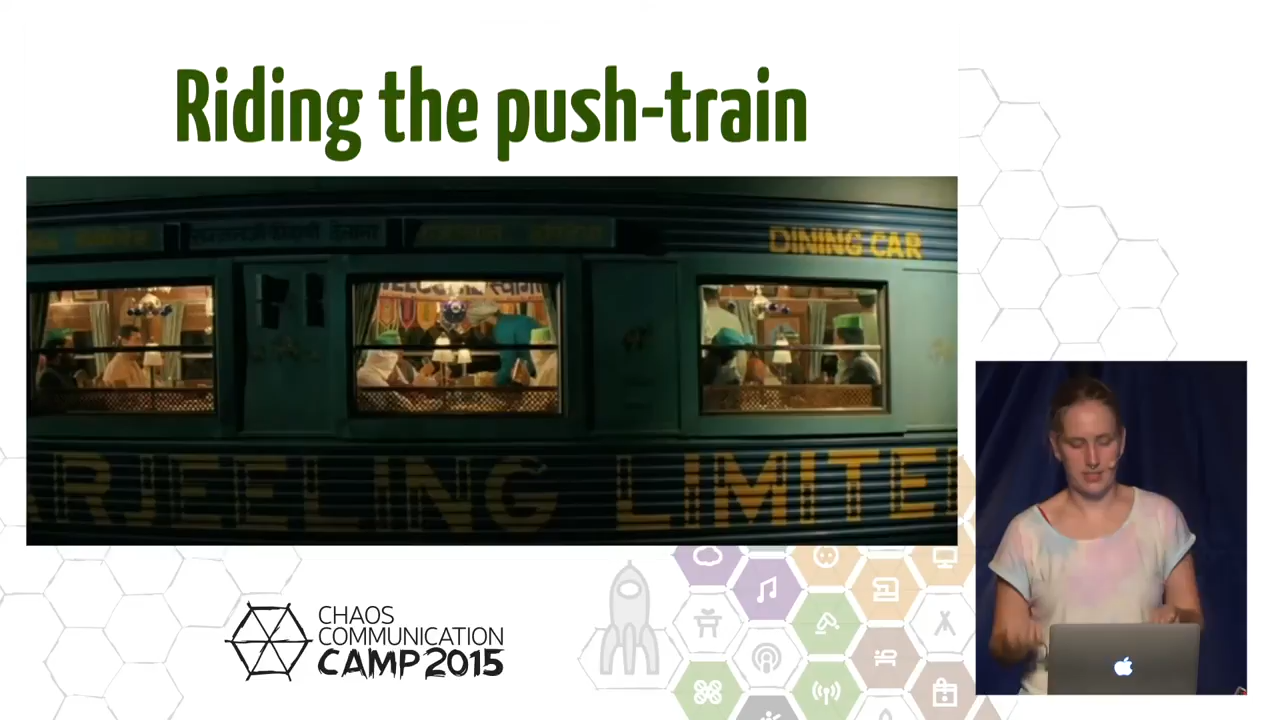 Riding the push-train
DINING CAR
ARJEELING LIMITE
CHAOS
COMMUNICATION
CAMP 2015